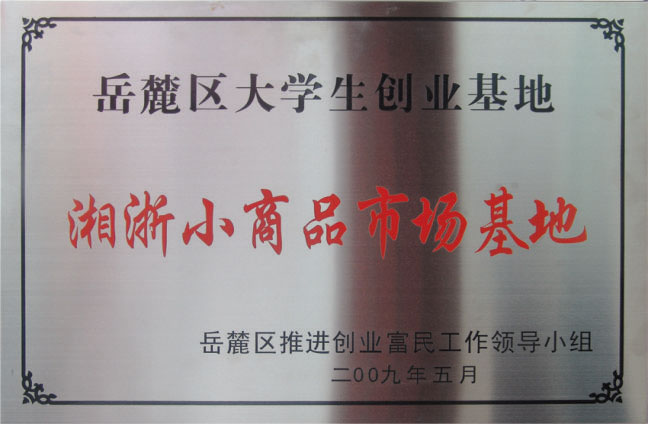 岳麓区大学生创业基地
湘浙小商品市场基地
岳麓区推进创业富民工作领导小组
二00九年五月